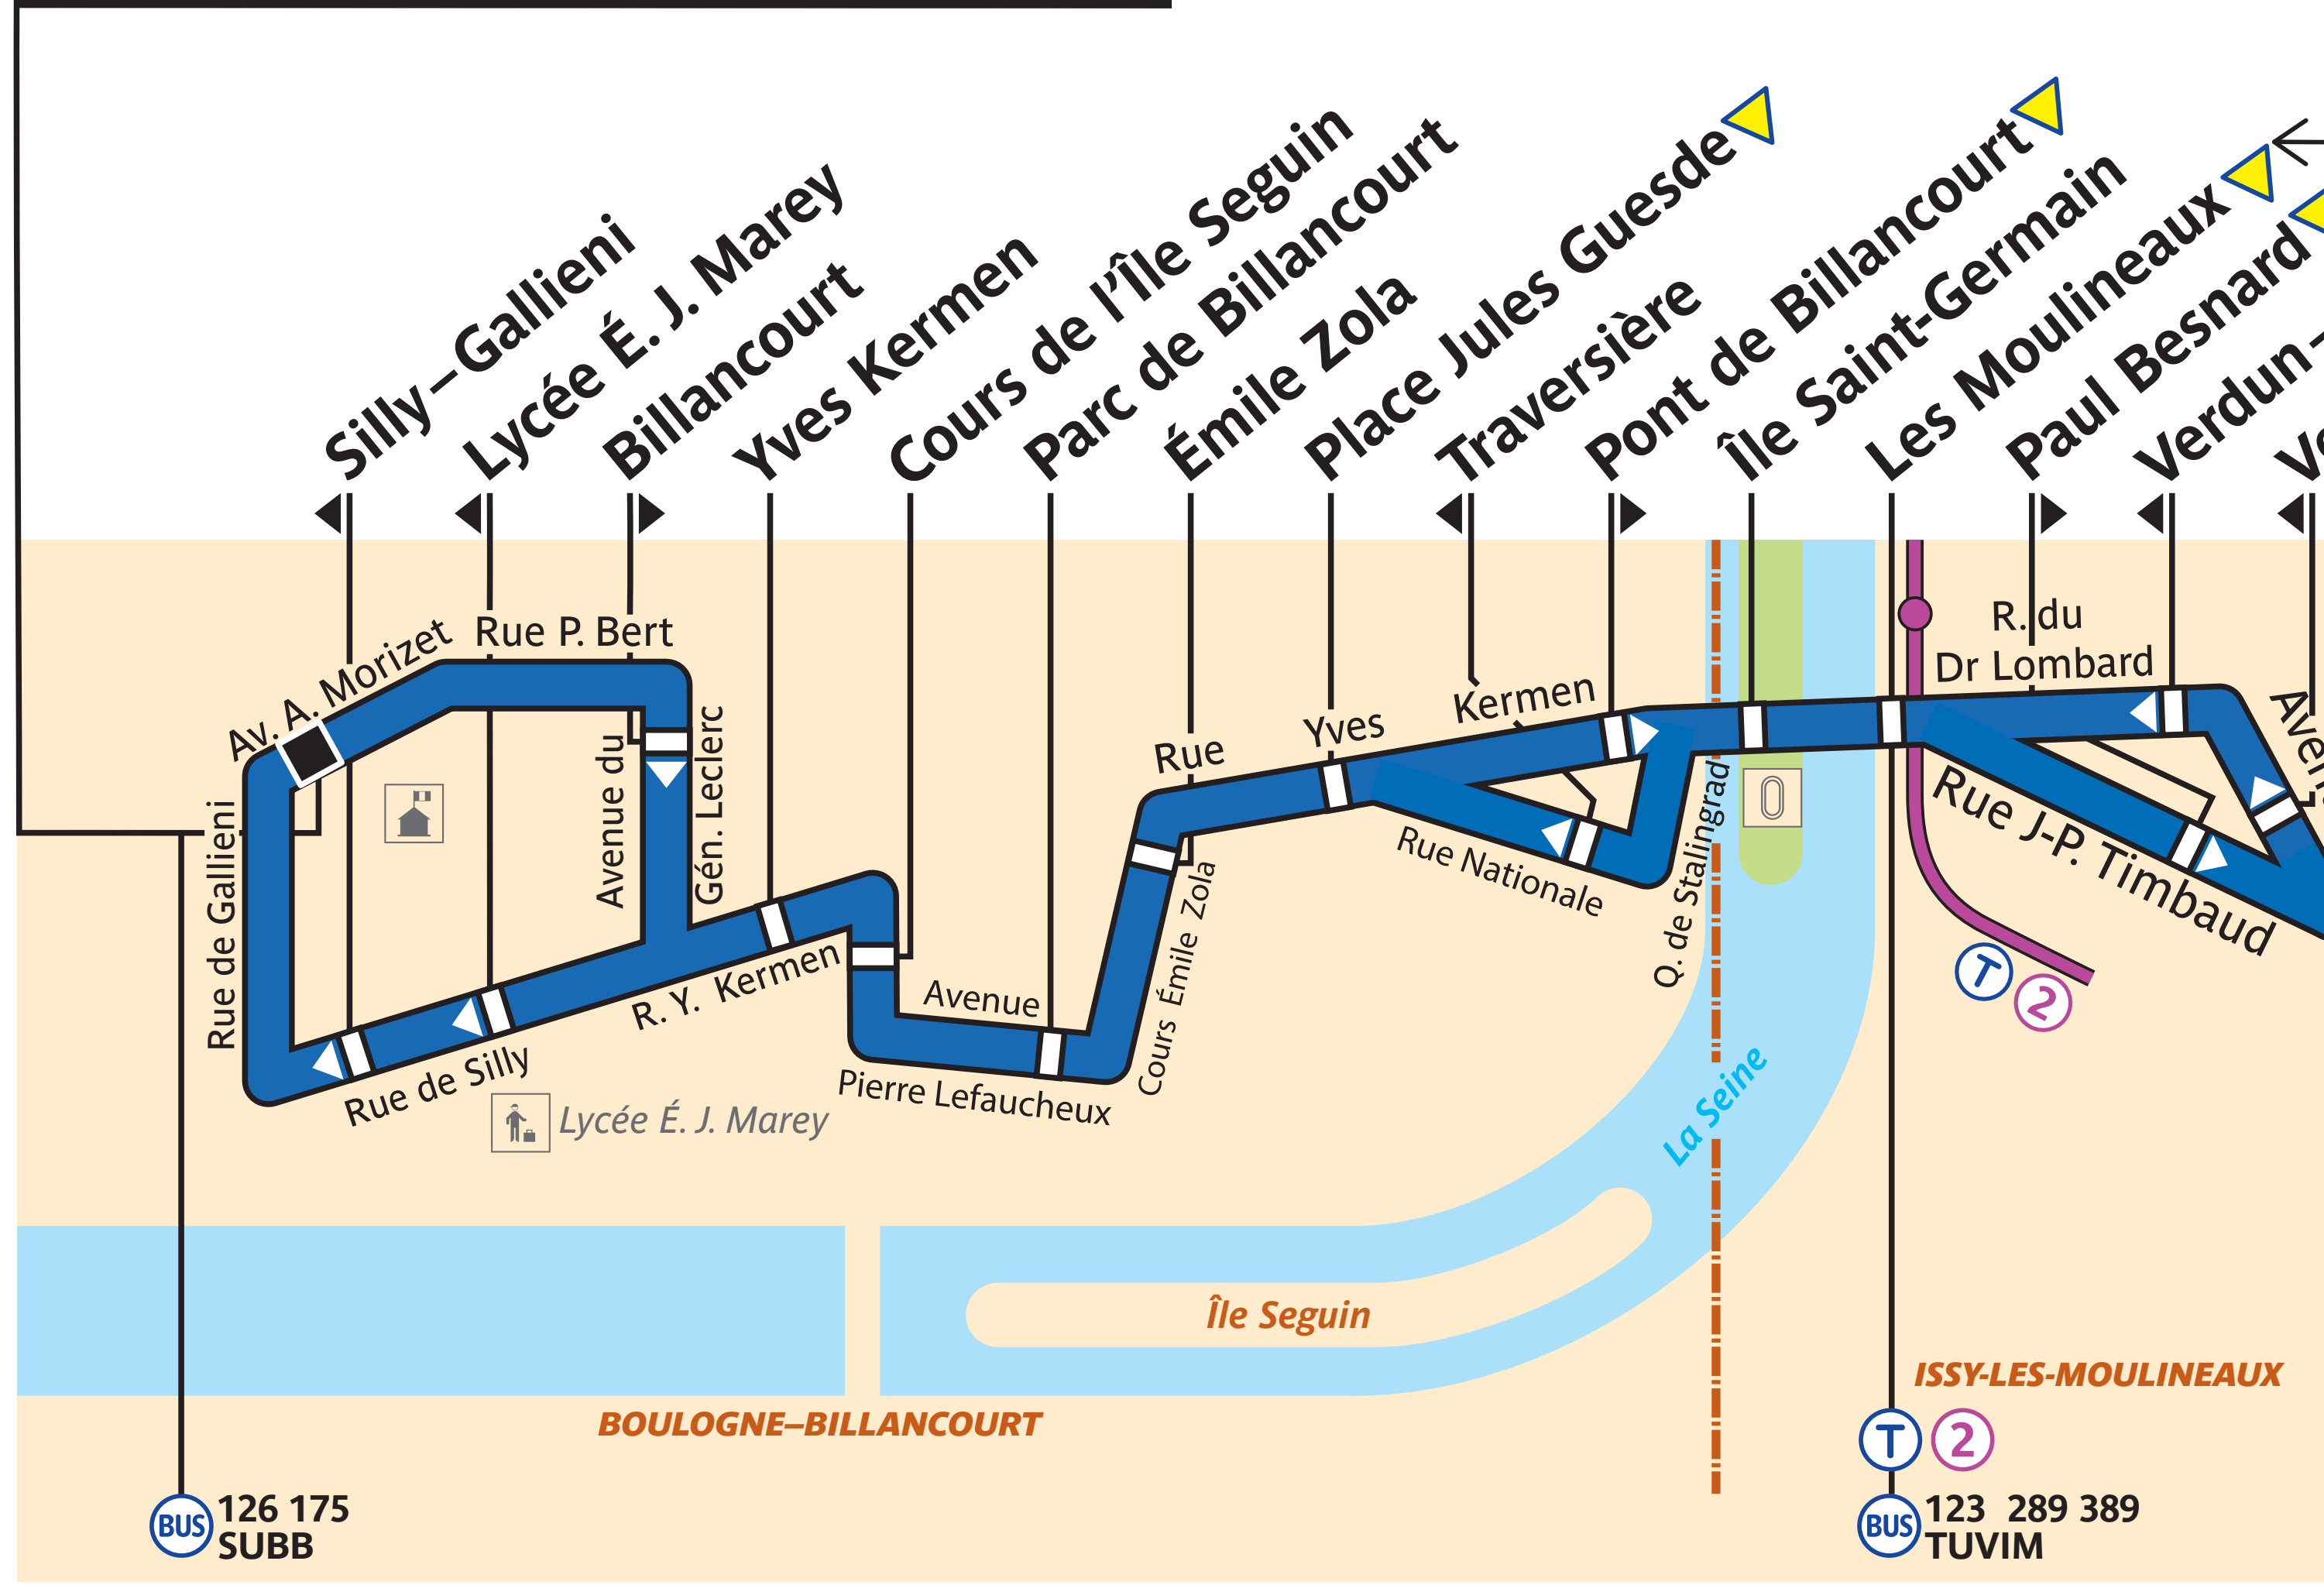 Silly–Gallieni
Lycée É. J. Marey
Billancourt
Yves Kermen
Cours de l’Île Seguin
Parc de Billancourt
Émile Zola
Place Jules Guesde
Traversière
Pont de Billancourt
Île Saint-Germain
Les Moulineaux
Paul Besnard
Verdun–
Av. A. Morizet
Rue P. Bert
Rue de Gallieni
Avenue du
Gén. Leclerc
Rue de Silly
R. Y. Kermen
Lycée É. J. Marey
Avenue
Pierre Lefaucheux
Cours Émile Zola
Rue
Yves
Kermen
Rue Nationale
Q. de Stalingrad
R. du
Dr Lombard
Rue J-P. Timbaud
T
2
La Seine
Île Seguin
BOULOGNE–BILLANCOURT
ISSY-LES-MOULINEAUX
T 2
BUS 126 175
SUBB
BUS 123 289 389
TUVIM